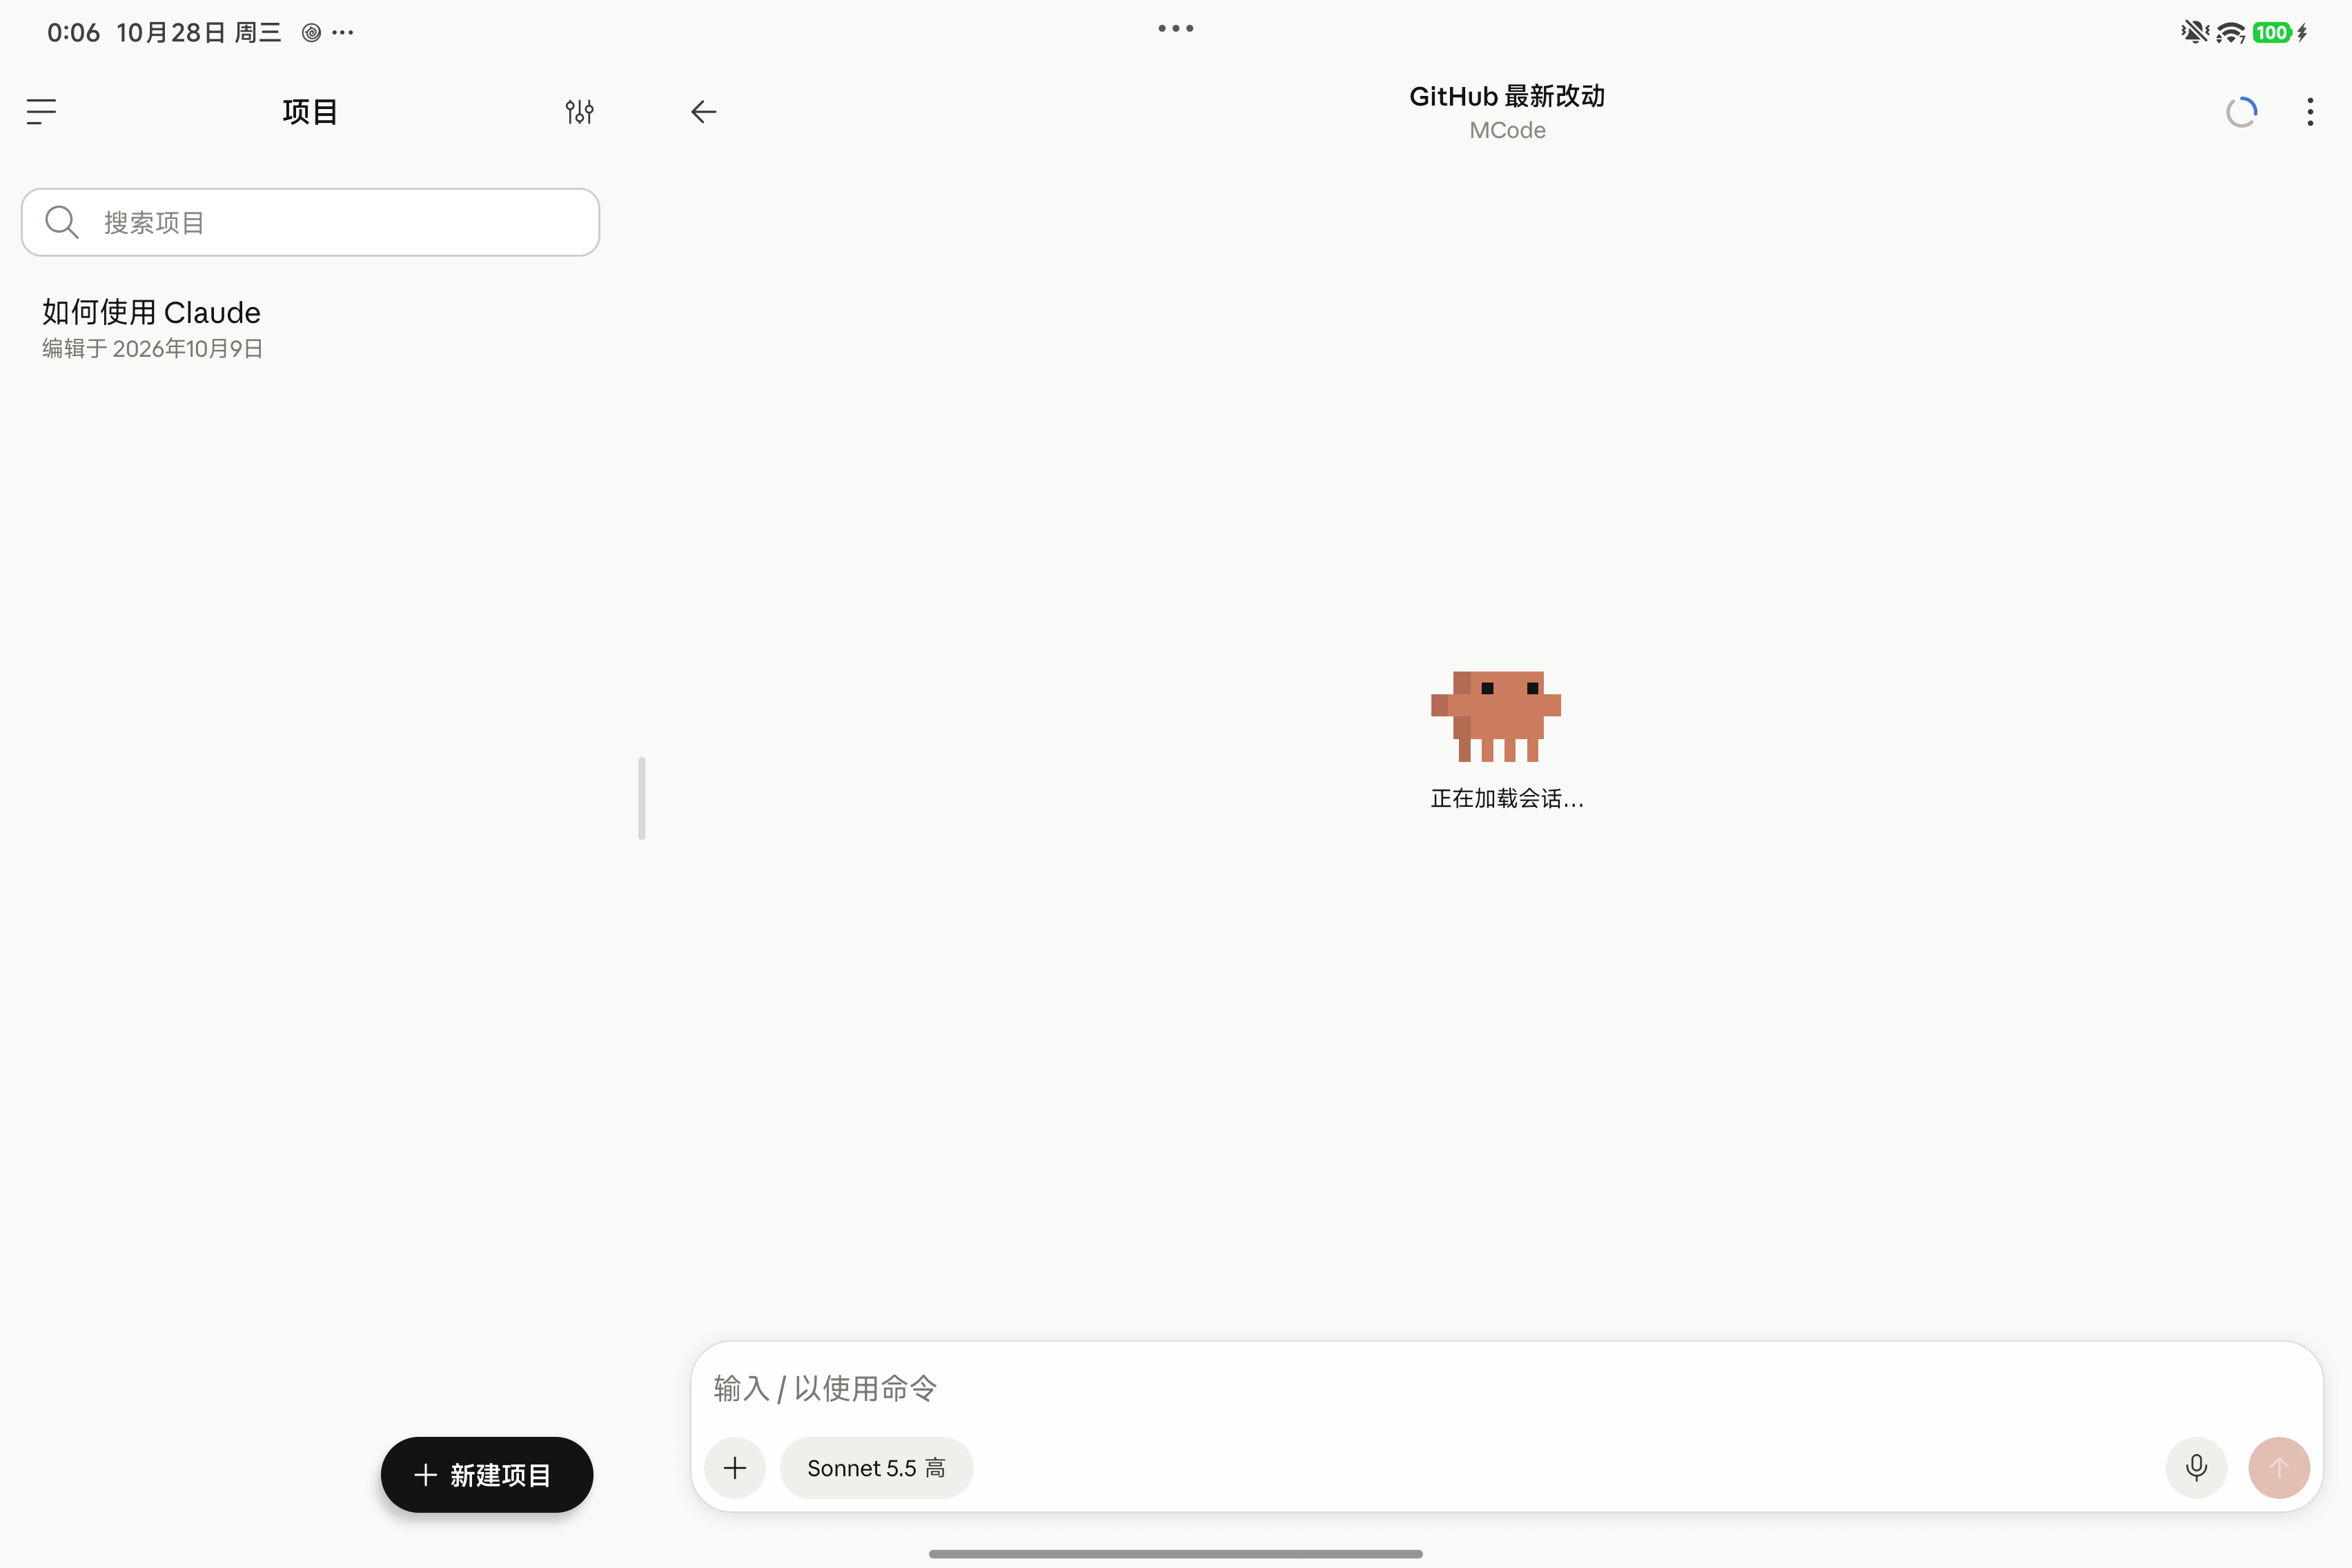 0:06 10月28日 周三
100
项目
GitHub 最新改动
MCode
搜索项目
如何使用 Claude
编辑于 2026年10月9日
正在加载会话...
输入 / 以使用命令
Sonnet 5.5 高
新建项目